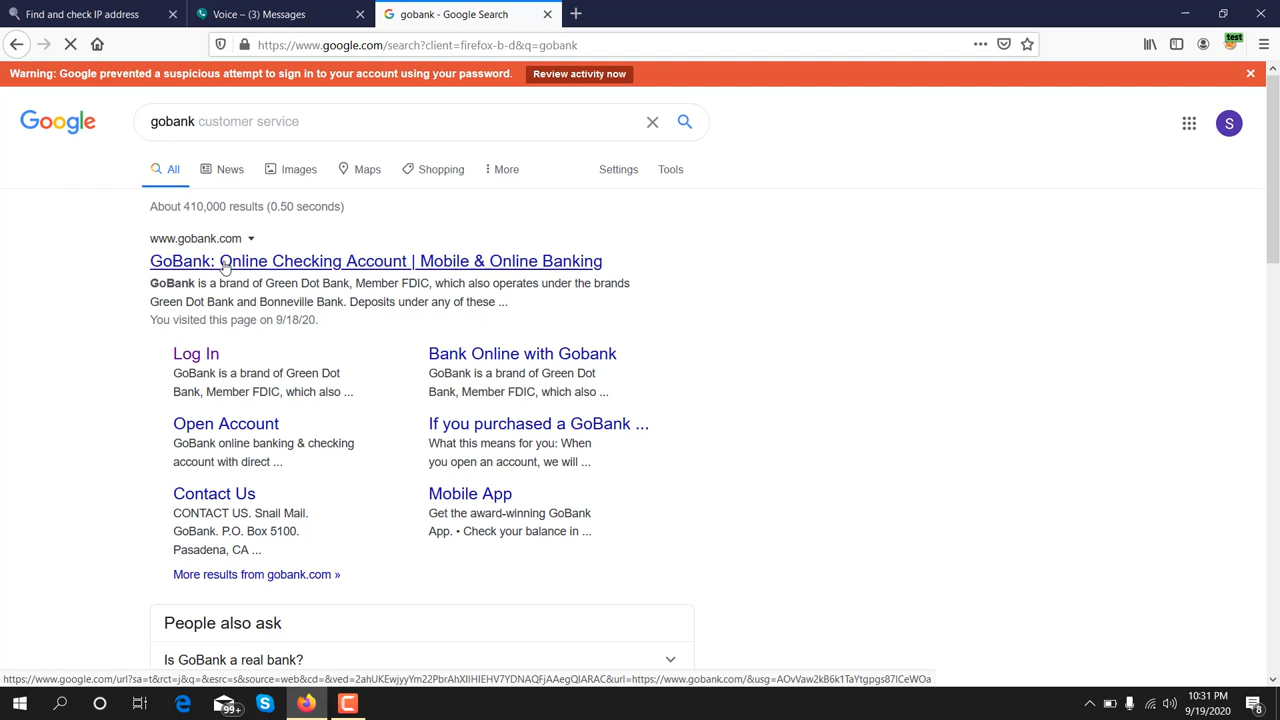 Find and check IP address
Voice – (3) Messages
gobank - Google Search
https://www.google.com/search?client=firefox-b-d&q=gobank
test
Warning: Google prevented a suspicious attempt to sign in to your account using your password.
Review activity now
Google
gobank customer service
S
All
News
Images
Maps
Shopping
More
Settings
Tools
About 410,000 results (0.50 seconds)
www.gobank.com
GoBank: Online Checking Account | Mobile & Online Banking
GoBank is a brand of Green Dot Bank, Member FDIC, which also operates under the brands
Green Dot Bank and Bonneville Bank. Deposits under any of these ...
You visited this page on 9/18/20.
Log In
GoBank is a brand of Green Dot
Bank, Member FDIC, which also ...
Bank Online with Gobank
GoBank is a brand of Green Dot
Bank, Member FDIC, which also ...
Open Account
GoBank online banking & checking
account with direct ...
If you purchased a GoBank ...
What this means for you: When
you open an account, we will ...
Contact Us
CONTACT US. Snail Mail.
GoBank. P.O. Box 5100.
Pasadena, CA ...
Mobile App
Get the award-winning GoBank
App. • Check your balance in ...
More results from gobank.com »
People also ask
Is GoBank a real bank?
99+
10:31 PM
9/19/2020
8